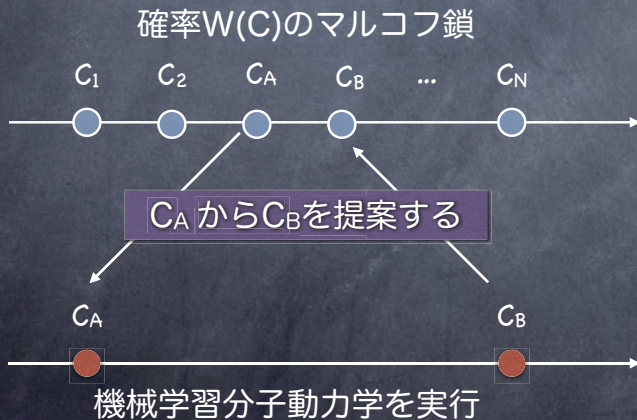 確率W(C)のマルコフ鎖
C1 C2 CA CB ... CN
CA からCBを提案する
CA CB
機械学習分子動力学を実行